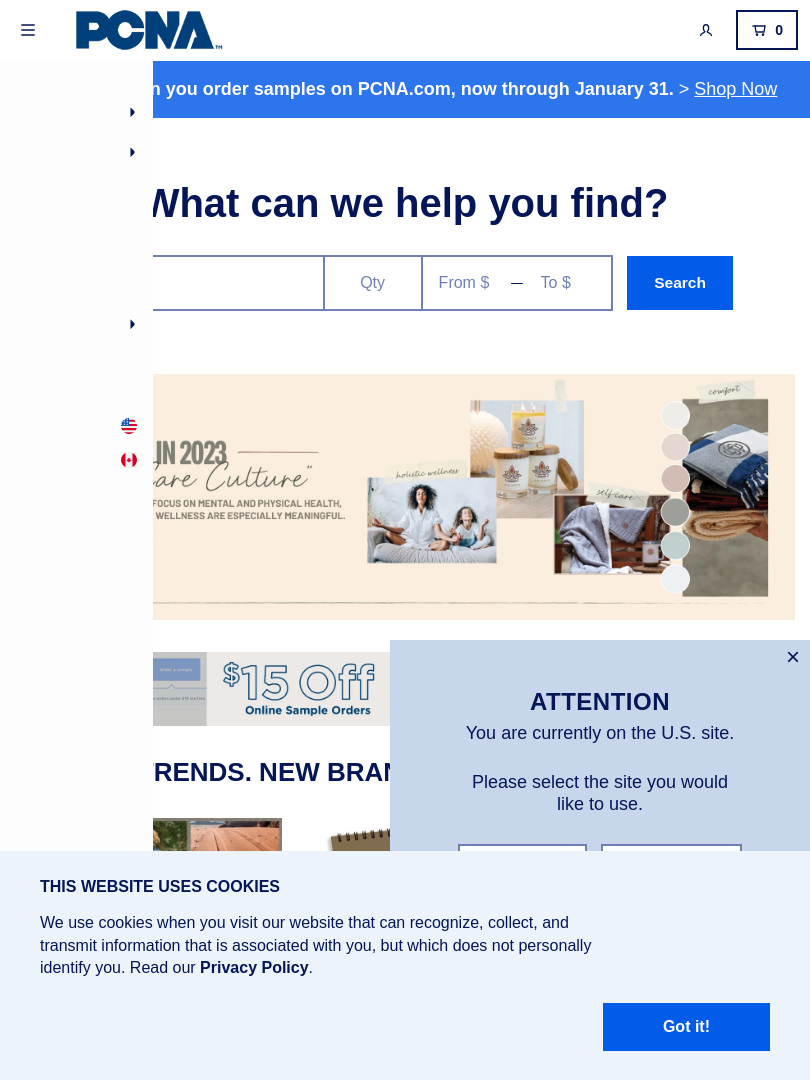 PCNA™
0
n you order samples on PCNA.com, now through January 31. > Shop Now
What can we help you find?
Qty
From $
To $
Search
IN 2023
Care Culture"
FOCUS ON MENTAL AND PHYSICAL HEALTH,
WELLNESS ARE ESPECIALLY MEANINGFUL.
holistic wellness
self-care
comfort
$15 Off
Online Sample Orders
TRENDS. NEW BRAN
×
ATTENTION
You are currently on the U.S. site.
Please select the site you would
like to use.
THIS WEBSITE USES COOKIES
We use cookies when you visit our website that can recognize, collect, and
transmit information that is associated with you, but which does not personally
identify you. Read our Privacy Policy.
Got it!